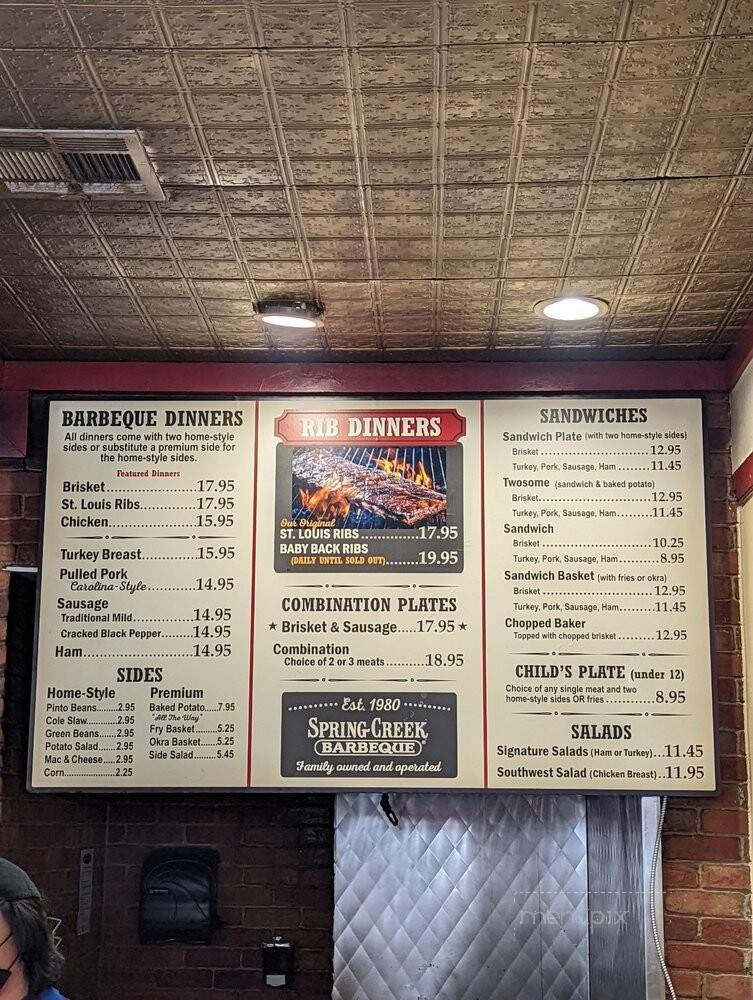 BARBEQUE DINNERS
All dinners come with two home-style
sides or substitute a premium side for
the home-style sides.
Featured Dinners
Brisket..............................17.95
St. Louis Ribs..................17.95
Chicken...........................15.95
Turkey Breast..................15.95
Pulled Pork
Carolina-Style..................14.95
Sausage
Traditional Mild...............14.95
Cracked Black Pepper........14.95
Ham.................................14.95
SIDES
Home-Style
Pinto Beans.......2.95
Cole Slaw...........2.95
Green Beans......2.95
Potato Salad.......2.95
Mac & Cheese....2.95
Corn...................2.25
Premium
Baked Potato.....7.95
"All The Way"
Fry Basket........5.25
Okra Basket......5.25
Side Salad........5.45
RIB DINNERS
Our Original
ST. LOUIS RIBS..............17.95
BABY BACK RIBS
(DAILY UNTIL SOLD OUT)........19.95
COMBINATION PLATES
★ Brisket & Sausage.....17.95 ★
Combination
Choice of 2 or 3 meats..........18.95
Est. 1980
SPRING CREEK
BARBEQUE®
Family owned and operated
SANDWICHES
Sandwich Plate (with two home-style sides)
Brisket ...............................12.95
Turkey, Pork, Sausage, Ham .........11.45
Twosome (sandwich & baked potato)
Brisket................................12.95
Turkey, Pork, Sausage, Ham.........11.45
Sandwich
Brisket ...............................10.25
Turkey, Pork, Sausage, Ham...........8.95
Sandwich Basket (with fries or okra)
Brisket ...............................12.95
Turkey, Pork, Sausage, Ham.........11.45
Chopped Baker
Topped with chopped brisket ..........12.95
CHILD'S PLATE (under 12)
Choice of any single meat and two
home-style sides OR fries ..............8.95
SALADS
Signature Salads (Ham or Turkey)..11.45
Southwest Salad (Chicken Breast)..11.95
menupix